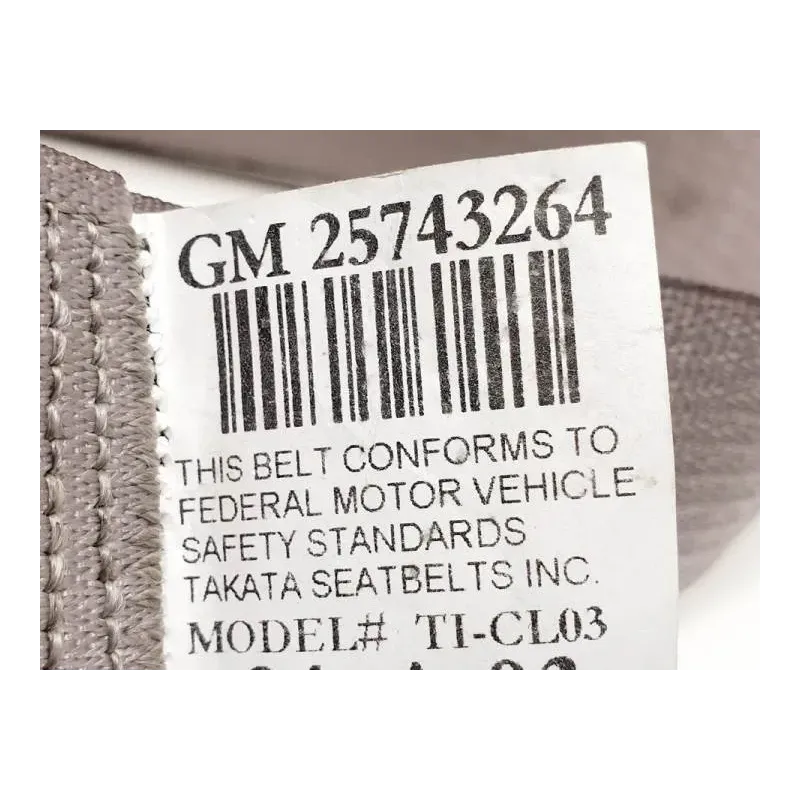 GM 25743264
THIS BELT CONFORMS TO
FEDERAL MOTOR VEHICLE
SAFETY STANDARDS
TAKATA SEATBELTS INC.
MODEL# TI-CL03